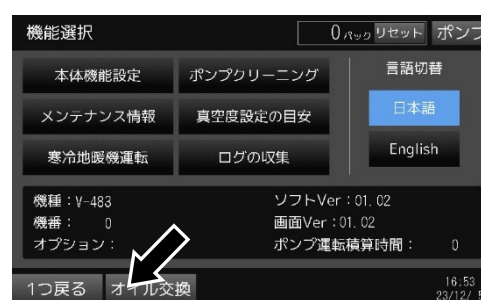 機能選択 0パック リセット ポンプ
本体機能設定 ポンプクリーニング 言語切替
メンテナンス情報 真空度設定の目安 日本語
寒冷地暖機運転 ログの収集 English
機種：V-483 ソフトVer：01.02
機番： 0 画面Ver：01.02
オプション： ポンプ運転積算時間： 0
1つ戻る オイル交換 16:53
23/12/